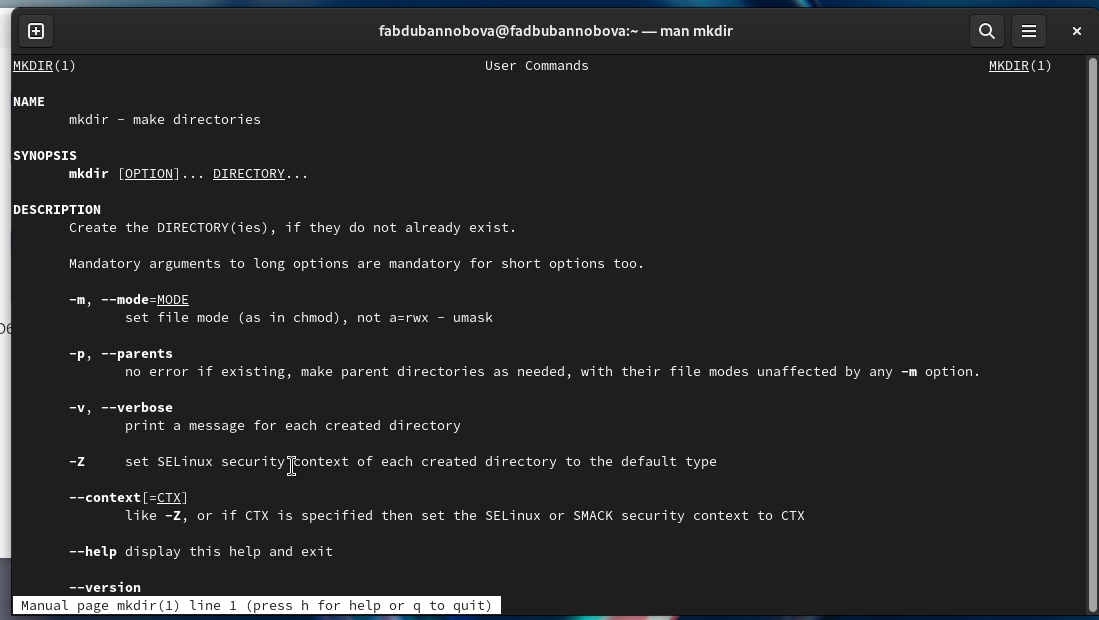 fabdubannobova@fadbubannobova:~ — man mkdir
MKDIR(1) User Commands MKDIR(1)
NAME
mkdir - make directories
SYNOPSIS
mkdir [OPTION]... DIRECTORY...
DESCRIPTION
Create the DIRECTORY(ies), if they do not already exist.
Mandatory arguments to long options are mandatory for short options too.
-m, --mode=MODE
set file mode (as in chmod), not a=rwx - umask
-p, --parents
no error if existing, make parent directories as needed, with their file modes unaffected by any -m option.
-v, --verbose
print a message for each created directory
-Z set SELinux security context of each created directory to the default type
--context[=CTX]
like -Z, or if CTX is specified then set the SELinux or SMACK security context to CTX
--help display this help and exit
--version
Manual page mkdir(1) line 1 (press h for help or q to quit)